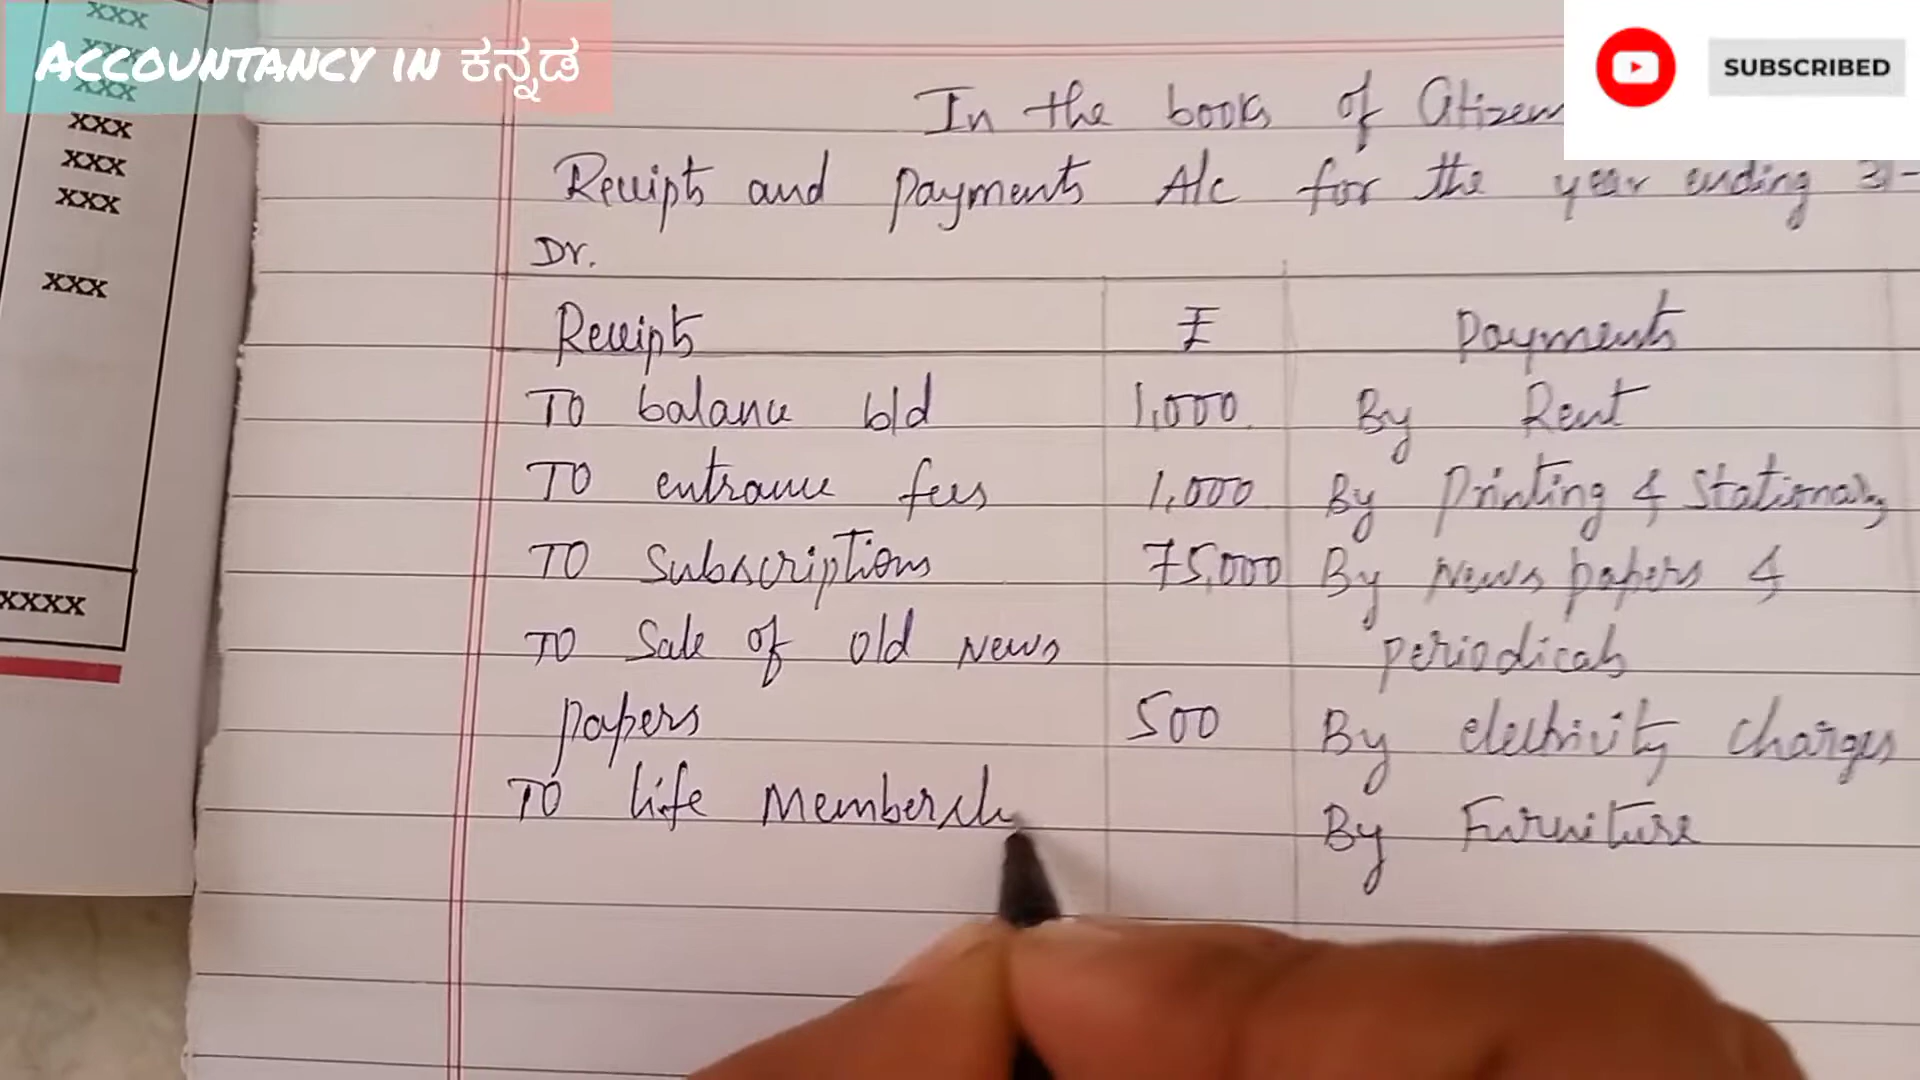 xxx
xxx
xxx
xxx
xxx
xxx
xxx
xxxx
ACCOUNTANCY IN ಕನ್ನಡ
SUBSCRIBED
In the books of Citizen
Receipts and payments A/c for the year ending 31-
Dr.
Receipts ₹ Payments
To balance b/d 1,000 By Rent
To entrance fees 1,000 By Printing & Stationary
To Subscriptions 75,000 By News papers &
To Sale of old News periodicals
papers 500 By electricity charges
To life Membersh By Furniture